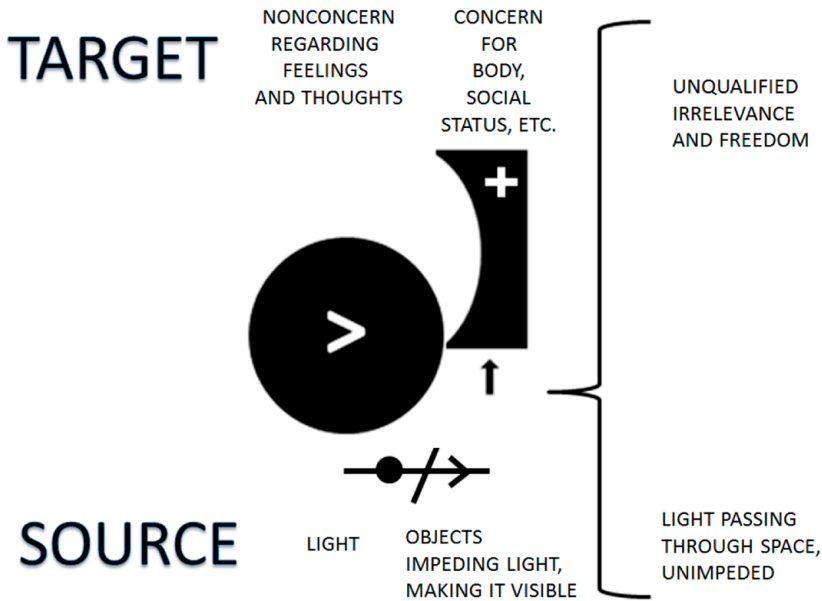 TARGET
NONCONCERN
REGARDING
FEELINGS
AND THOUGHTS
CONCERN
FOR
BODY,
SOCIAL
STATUS, ETC.
UNQUALIFIED
IRRELEVANCE
AND FREEDOM
+
>
SOURCE
LIGHT
OBJECTS
IMPEDING LIGHT,
MAKING IT VISIBLE
LIGHT PASSING
THROUGH SPACE,
UNIMPEDED